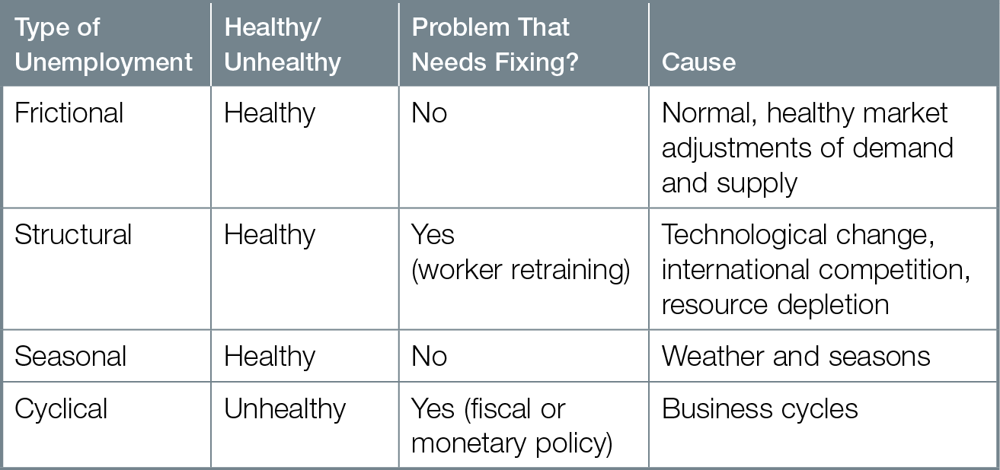 Type of Unemployment
Healthy/ Unhealthy
Problem That Needs Fixing?
Cause
Frictional
Healthy
No
Normal, healthy market
adjustments of demand
and supply
Structural
Healthy
Yes
(worker retraining)
Technological change,
international competition,
resource depletion
Seasonal
Healthy
No
Weather and seasons
Cyclical
Unhealthy
Yes (fiscal or
monetary policy)
Business cycles